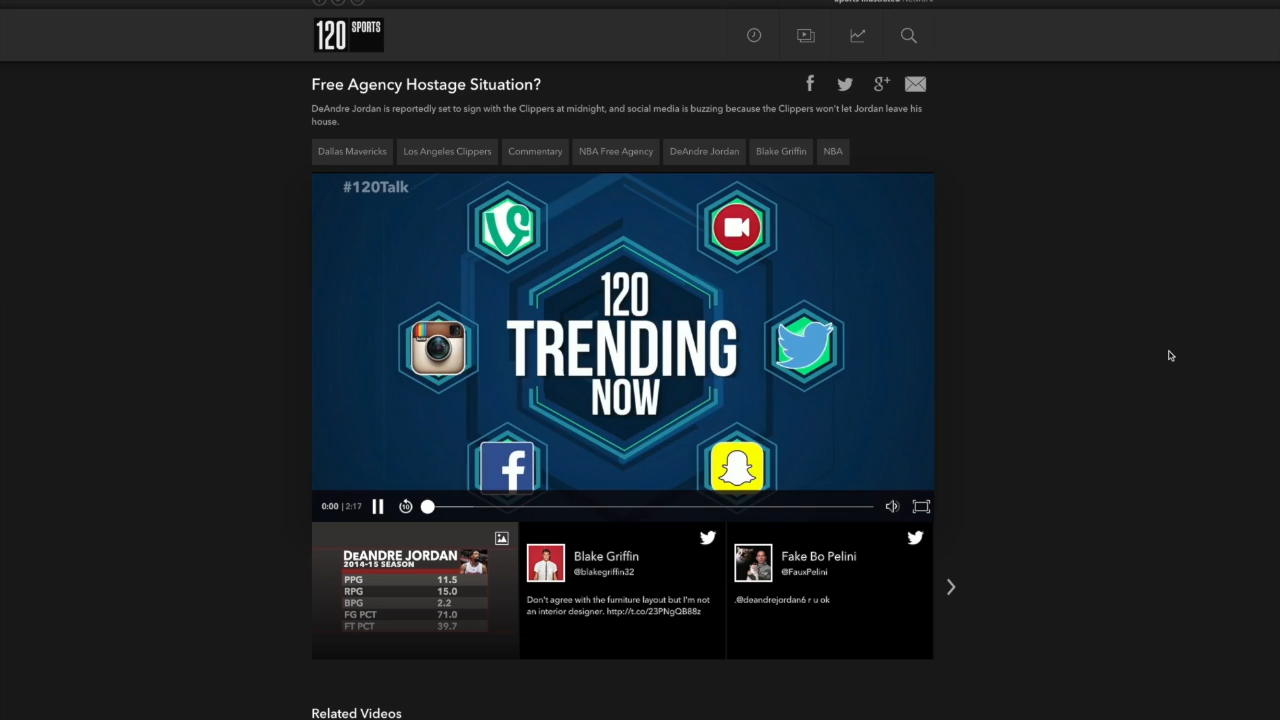 Sports Illustrated Network
120 SPORTS
Free Agency Hostage Situation?
DeAndre Jordan is reportedly set to sign with the Clippers at midnight, and social media is buzzing because the Clippers won't let Jordan leave his
house.
Dallas Mavericks Los Angeles Clippers Commentary NBA Free Agency DeAndre Jordan Blake Griffin NBA
#120Talk
120
TRENDING
NOW
0:00 | 2:17
10
DEANDRE JORDAN
2014-15 SEASON
PPG 11.5
RPG 15.0
BPG 2.2
FG PCT 71.0
FT PCT 39.7
Blake Griffin
@blakegriffin32
Don't agree with the furniture layout but I'm not
an interior designer. http://t.co/23PNgQB88z
Fake Bo Pelini
@FauxPelini
.@deandrejordan6 r u ok
Related Videos